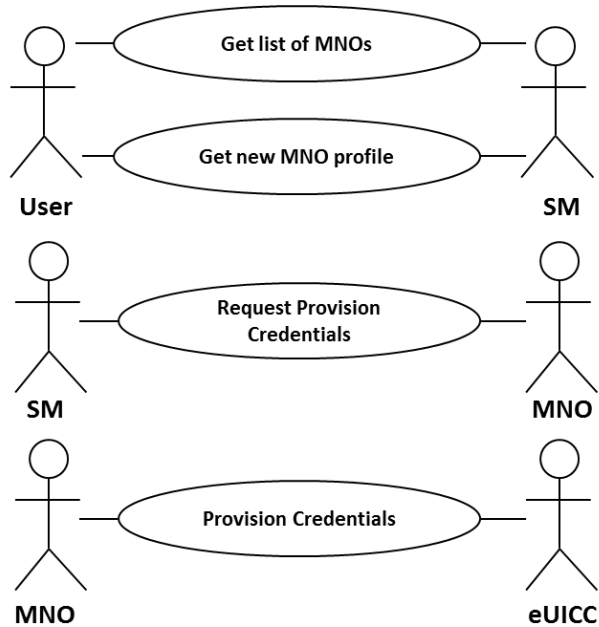 Get list of MNOs
Get new MNO profile
User
SM
Request Provision
Credentials
SM
MNO
Provision Credentials
MNO
eUICC